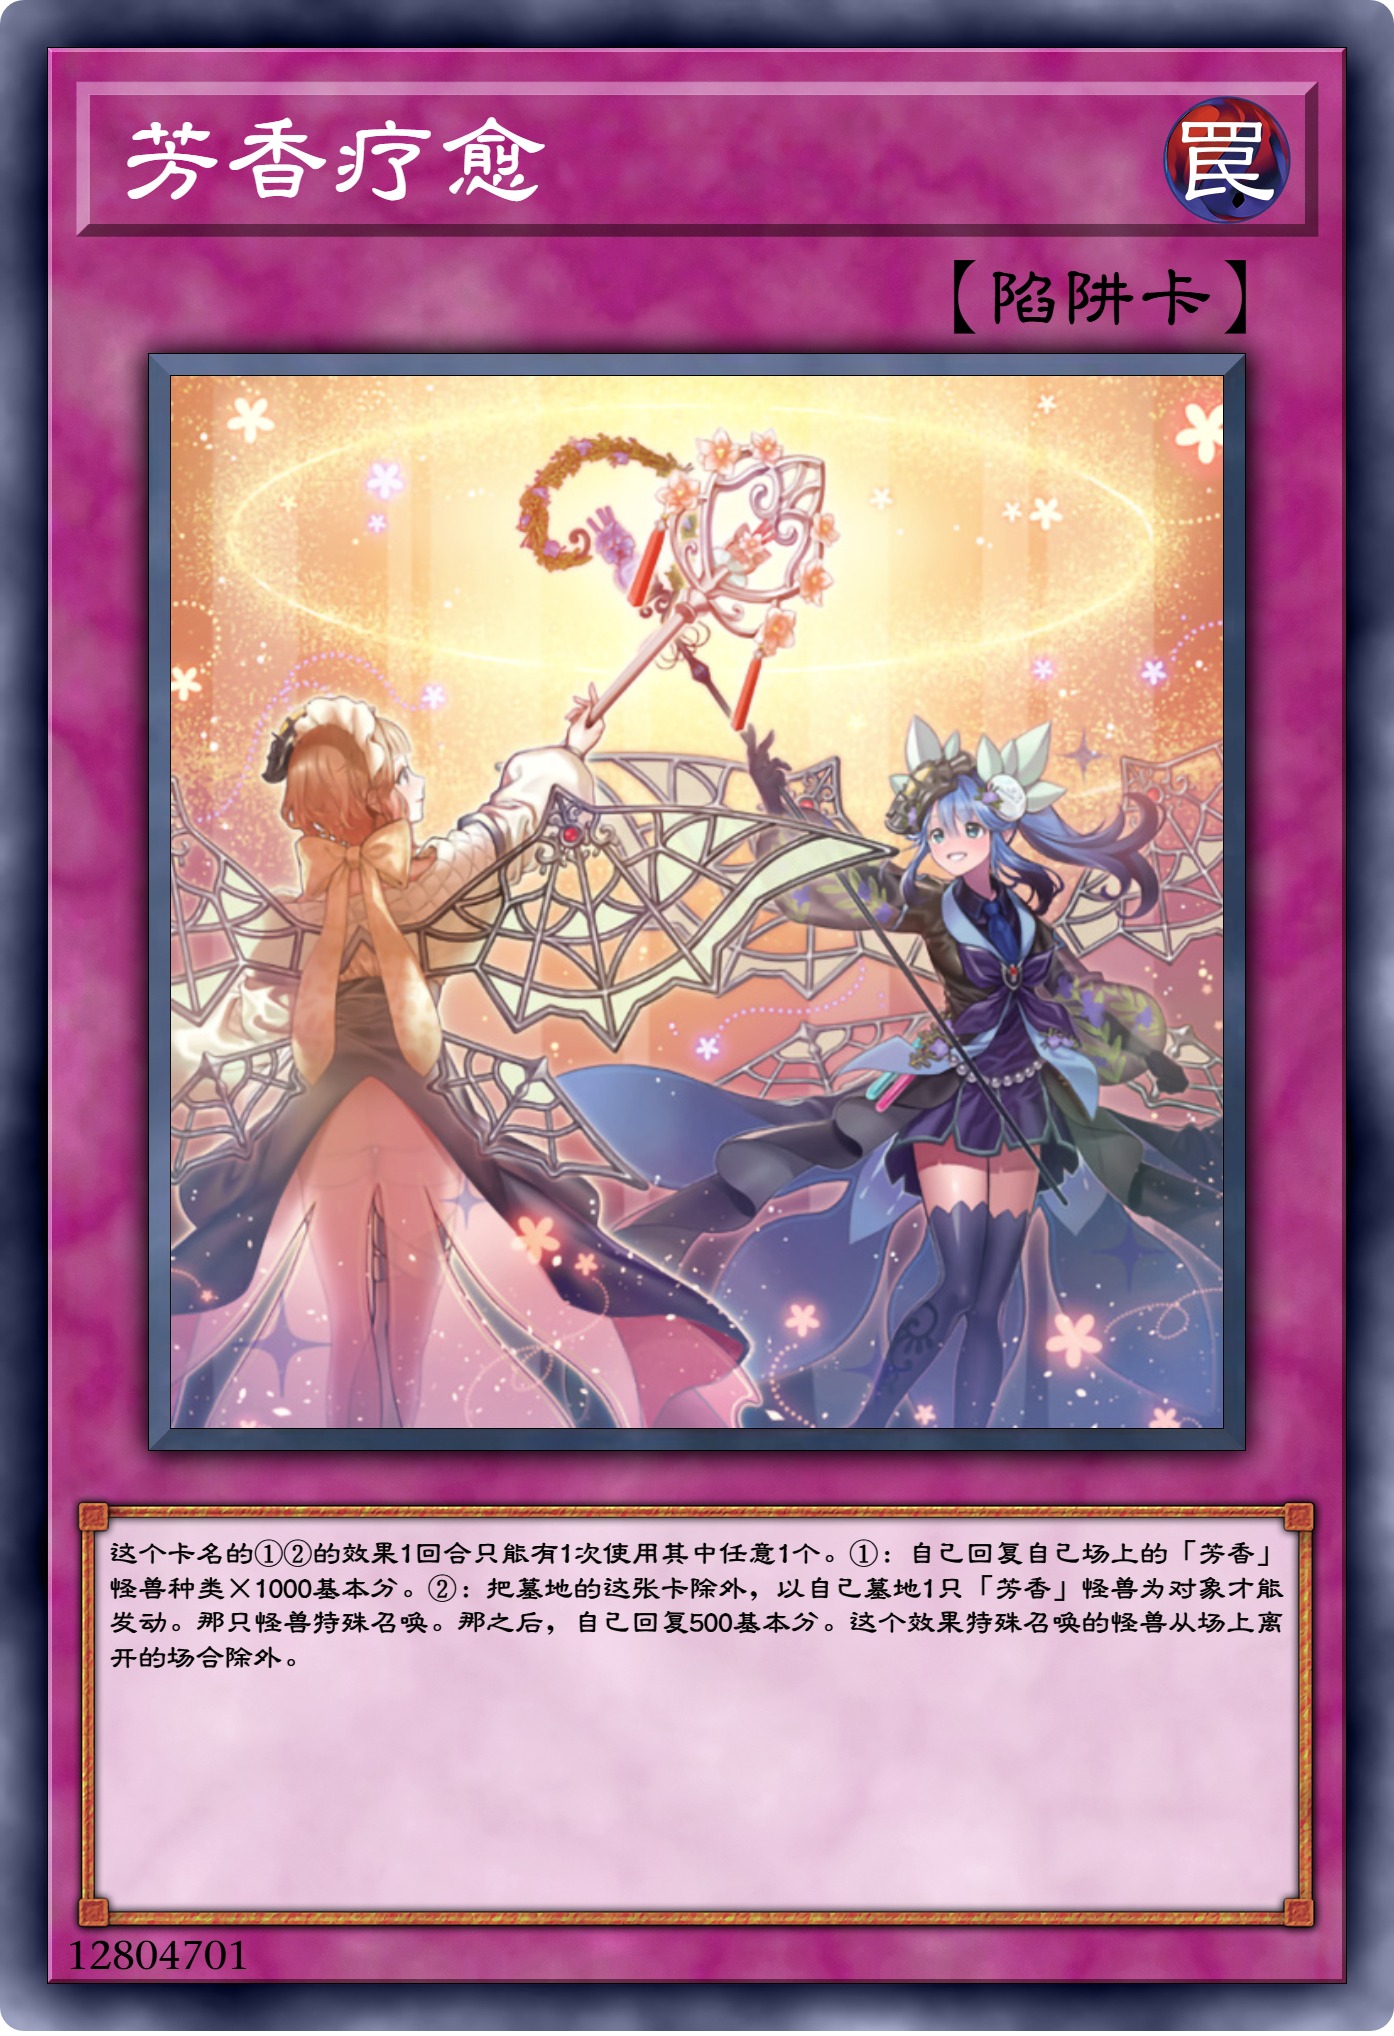 芳香疗愈
罠
【陷阱卡】
这个卡名的①②的效果1回合只能有1次使用其中任意1个。①：自己回复自己场上的「芳香」
怪兽种类×1000基本分。②：把墓地的这张卡除外，以自己墓地1只「芳香」怪兽为对象才能
发动。那只怪兽特殊召唤。那之后，自己回复500基本分。这个效果特殊召唤的怪兽从场上离
开的场合除外。
12804701